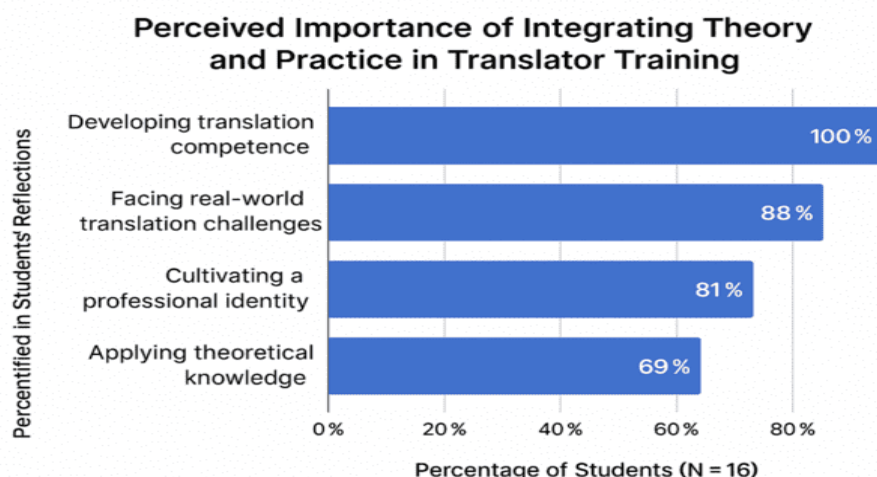 Perceived Importance of Integrating Theory
and Practice in Translator Training
Percentified in Students' Reflections
Developing translation
competence
100 %
Facing real-world
translation challenges
88 %
Cultivating a
professional identity
81 %
Applying theoretical
knowledge
69 %
0 % 20 % 40 % 60 % 80 %
Percentage of Students (N = 16)